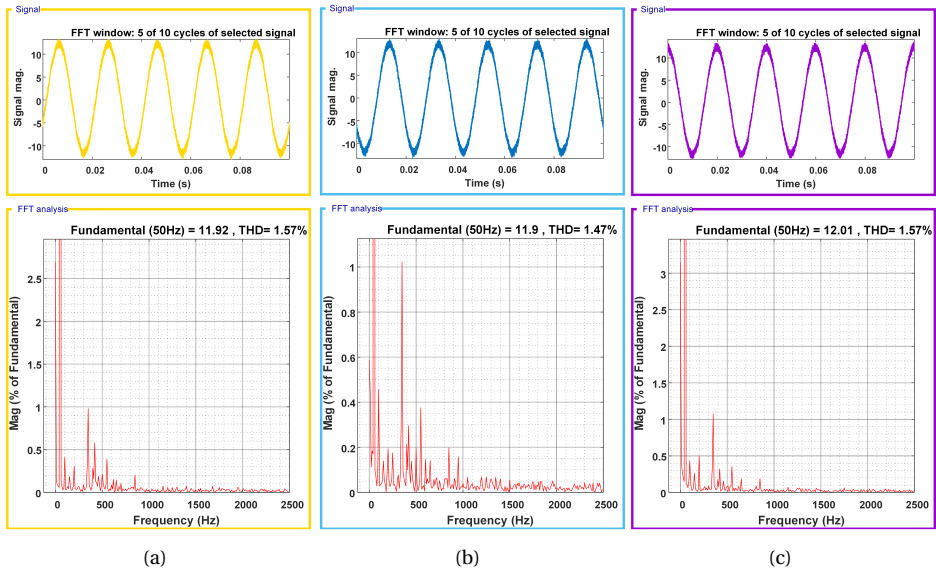 Signal
FFT window: 5 of 10 cycles of selected signal
Signal mag.
10
5
0
-5
-10
0 0.02 0.04 0.06 0.08
Time (s)
FFT analysis
Fundamental (50Hz) = 11.92 , THD= 1.57%
Mag (% of Fundamental)
2.5
2
1.5
1
0.5
0
0 500 1000 1500 2000 2500
Frequency (Hz)
(a)
Signal
FFT window: 5 of 10 cycles of selected signal
Signal mag.
10
5
0
-5
-10
0 0.02 0.04 0.06 0.08
Time (s)
FFT analysis
Fundamental (50Hz) = 11.9 , THD= 1.47%
Mag (% of Fundamental)
1
0.8
0.6
0.4
0.2
0
0 500 1000 1500 2000 2500
Frequency (Hz)
(b)
Signal
FFT window: 5 of 10 cycles of selected signal
Signal mag.
10
5
0
-5
-10
0 0.02 0.04 0.06 0.08
Time (s)
FFT analysis
Fundamental (50Hz) = 12.01 , THD= 1.57%
Mag (% of Fundamental)
3
2.5
2
1.5
1
0.5
0
0 500 1000 1500 2000 2500
Frequency (Hz)
(c)